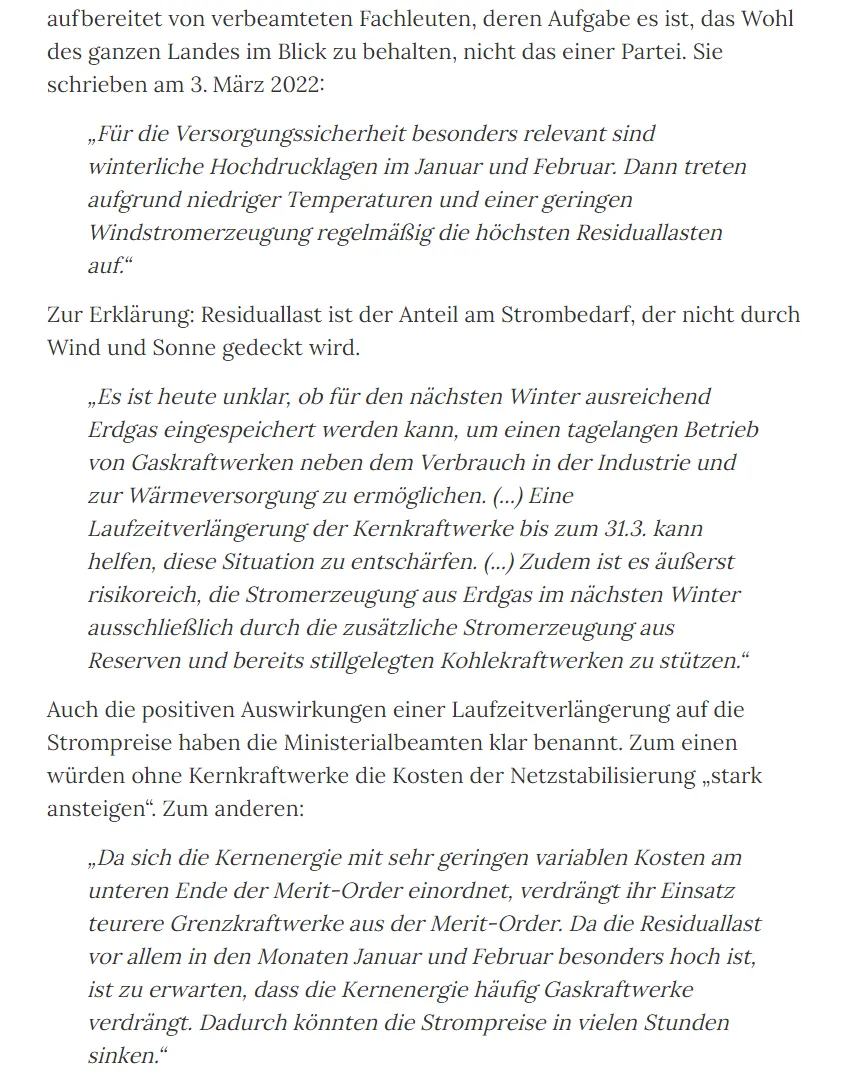 aufbereitet von verbeamteten Fachleuten, deren Aufgabe es ist, das Wohl
des ganzen Landes im Blick zu behalten, nicht das einer Partei. Sie
schrieben am 3. März 2022:
„Für die Versorgungssicherheit besonders relevant sind
winterliche Hochdrucklagen im Januar und Februar. Dann treten
aufgrund niedriger Temperaturen und einer geringen
Windstromerzeugung regelmäßig die höchsten Residuallasten
auf.“
Zur Erklärung: Residuallast ist der Anteil am Strombedarf, der nicht durch
Wind und Sonne gedeckt wird.
„Es ist heute unklar, ob für den nächsten Winter ausreichend
Erdgas eingespeichert werden kann, um einen tagelangen Betrieb
von Gaskraftwerken neben dem Verbrauch in der Industrie und
zur Wärmeversorgung zu ermöglichen. (...) Eine
Laufzeitverlängerung der Kernkraftwerke bis zum 31.3. kann
helfen, diese Situation zu entschärfen. (...) Zudem ist es äußerst
risikoreich, die Stromerzeugung aus Erdgas im nächsten Winter
ausschließlich durch die zusätzliche Stromerzeugung aus
Reserven und bereits stillgelegten Kohlekraftwerken zu stützen.“
Auch die positiven Auswirkungen einer Laufzeitverlängerung auf die
Strompreise haben die Ministerialbeamten klar benannt. Zum einen
würden ohne Kernkraftwerke die Kosten der Netzstabilisierung „stark
ansteigen“. Zum anderen:
„Da sich die Kernenergie mit sehr geringen variablen Kosten am
unteren Ende der Merit-Order einordnet, verdrängt ihr Einsatz
teurere Grenzkraftwerke aus der Merit-Order. Da die Residuallast
vor allem in den Monaten Januar und Februar besonders hoch ist,
ist zu erwarten, dass die Kernenergie häufig Gaskraftwerke
verdrängt. Dadurch könnten die Strompreise in vielen Stunden
sinken.“